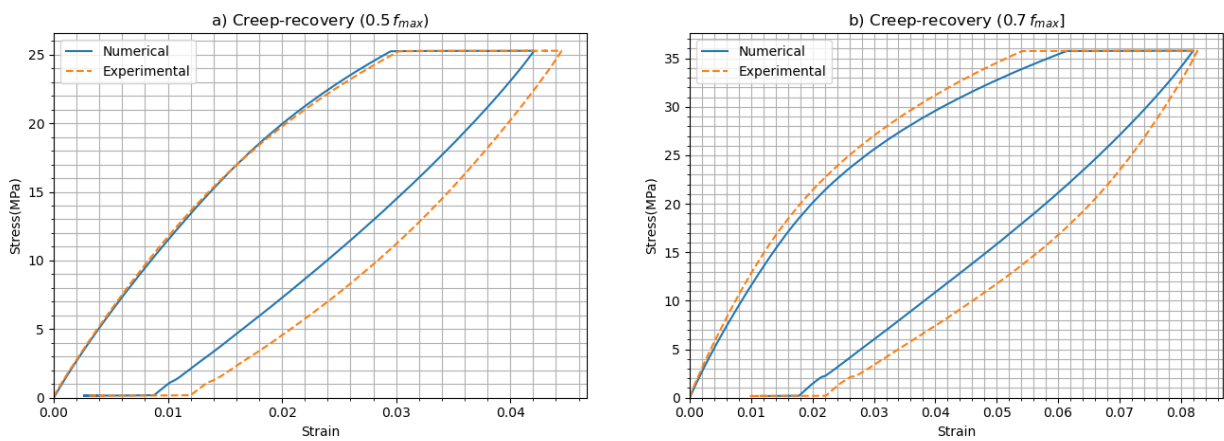 a) Creep-recovery (0.5 f_max)
Numerical
Experimental
25
20
15
10
5
0
Stress(MPa)
0.00 0.01 0.02 0.03 0.04
Strain
b) Creep-recovery (0.7 f_max]
Numerical
Experimental
35
30
25
20
15
10
5
0
Stress(MPa)
0.00 0.01 0.02 0.03 0.04 0.05 0.06 0.07 0.08
Strain